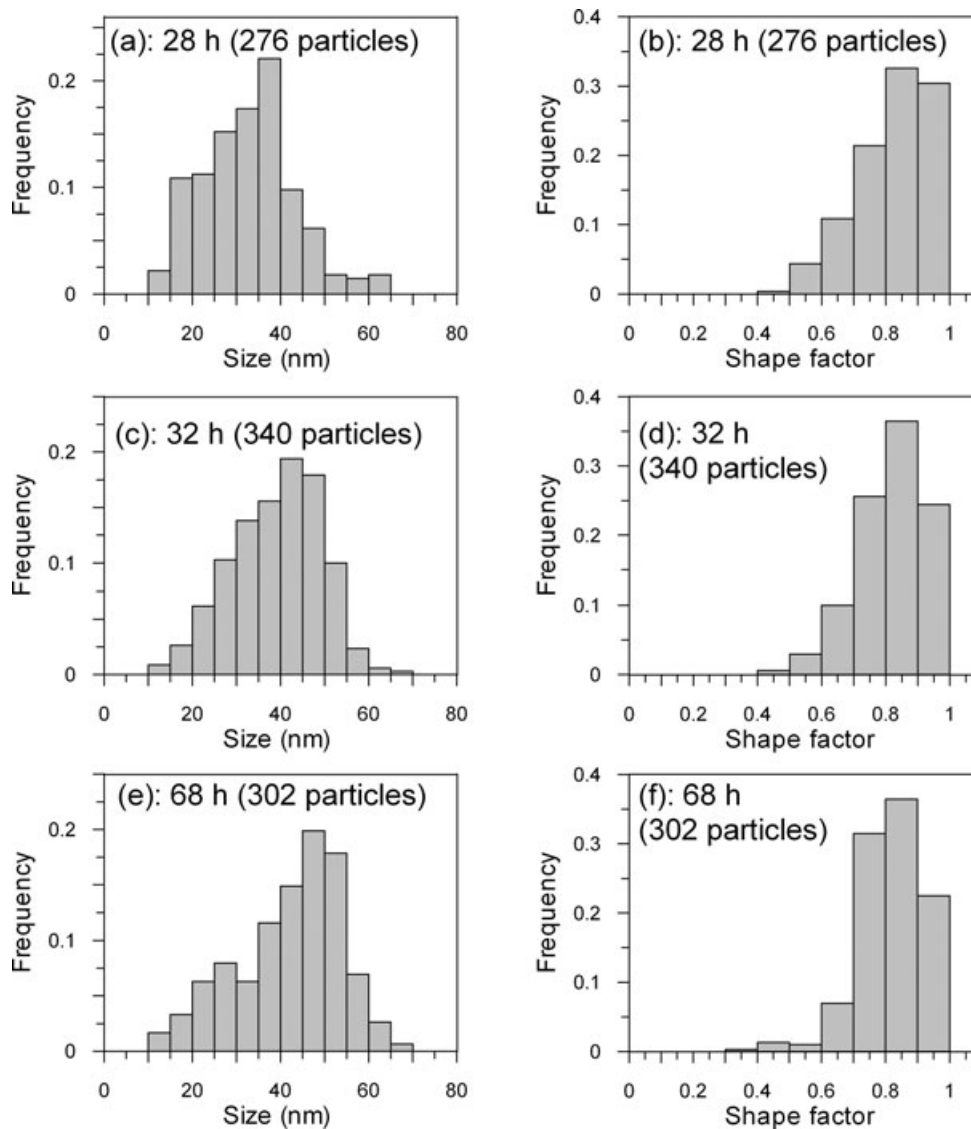 (a): 28 h (276 particles)
Frequency
0.2
0.1
0
0 20 40 60 80
Size (nm)
(b): 28 h (276 particles)
Frequency
0.4
0.3
0.2
0.1
0
0 0.2 0.4 0.6 0.8 1
Shape factor
(c): 32 h (340 particles)
Frequency
0.2
0.1
0
0 20 40 60 80
Size (nm)
(d): 32 h
(340 particles)
Frequency
0.4
0.3
0.2
0.1
0
0 0.2 0.4 0.6 0.8 1
Shape factor
(e): 68 h (302 particles)
Frequency
0.2
0.1
0
0 20 40 60 80
Size (nm)
(f): 68 h
(302 particles)
Frequency
0.4
0.3
0.2
0.1
0
0 0.2 0.4 0.6 0.8 1
Shape factor